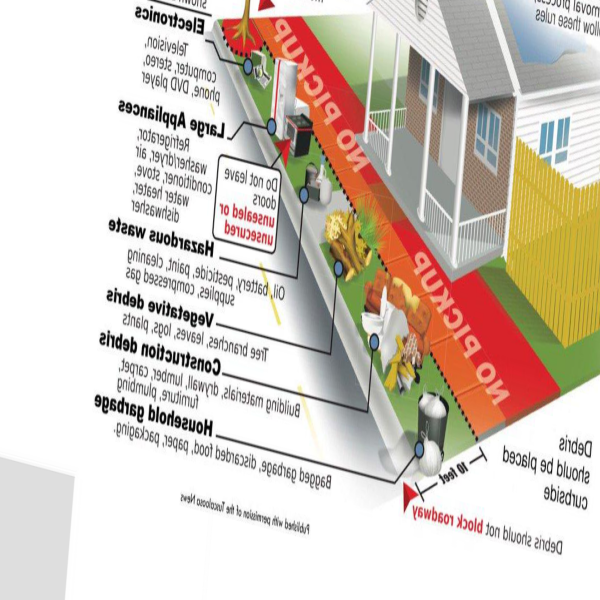 Electronics
Television,
computer, stereo,
phone, DVD player
Large Appliances
Refrigerator,
washer/dryer, air
conditioner, stove,
water heater,
dishwasher
Do not leave
doors
unsealed or
unsecured
Hazardous waste
Oil, battery, pesticide, paint, cleaning
supplies, compressed gas
Vegetative debris
Tree branches, leaves, logs, plants
Construction debris
Building materials, drywall, lumber, carpet,
furniture, plumbing
Household garbage
Bagged garbage, discarded food, paper, packaging.
NO PICKUP
NO PICKUP
10 feet
Debris
should be placed
curbside
Debris should not block roadway
Published with permission of the Tuscaloosa News
these rules